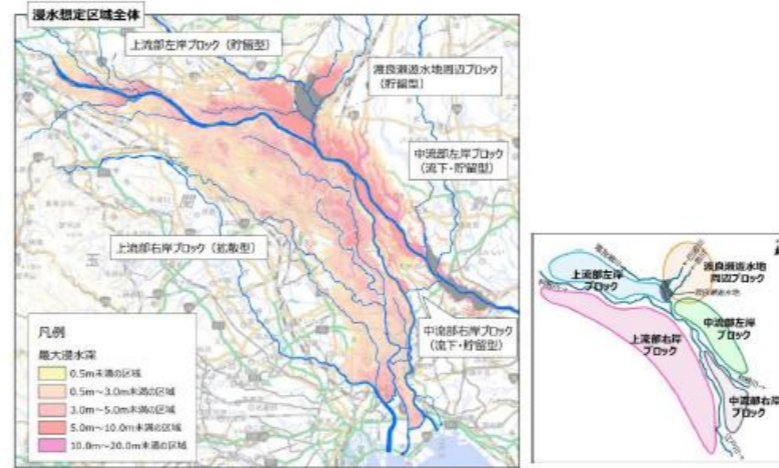 浸水想定区域全体
上流部左岸ブロック（貯留型）
渡良瀬遊水地周辺ブロック
（貯留型）
中流部左岸ブロック
（流下・貯留型）
上流部右岸ブロック（拡散型）
中流部右岸ブロック
（流下・貯留型）
関
野
玉
凡例
最大浸水深
0.5m未満の区域
0.5m～3.0m未満の区域
3.0m～5.0m未満の区域
5.0m～10.0m未満の区域
10.0m～20.0m未満の区域
上流部左岸
ブロック
渡良瀬遊水地
周辺ブロック
上流部右岸
ブロック
中流部左岸
ブロック
中流部右岸
ブロック